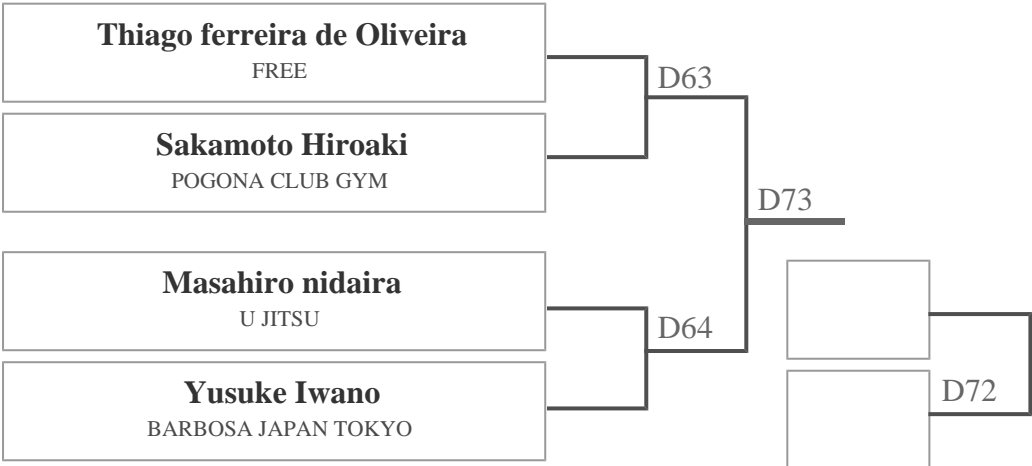 Thiago ferreira de Oliveira
FREE
D63
Sakamoto Hiroaki
POGONA CLUB GYM
D73
Masahiro nidaira
U JITSU
D64
Yusuke Iwano
BARBOSA JAPAN TOKYO
D72